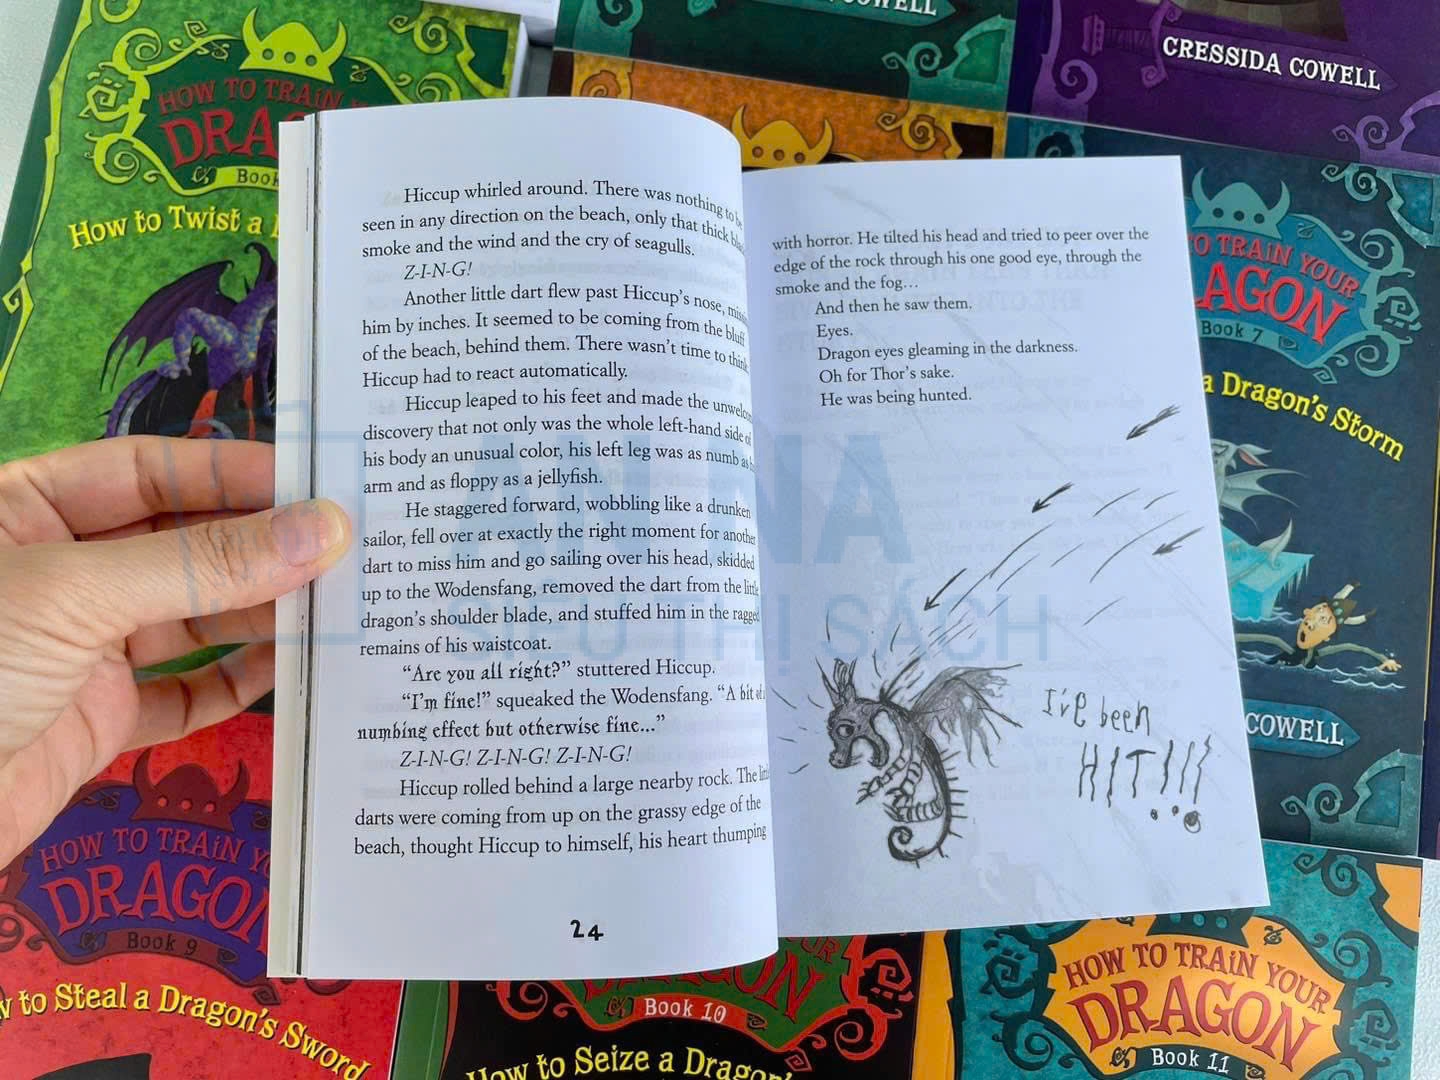 COWELL
CRESSIDA COWELL
HOW TO TRAIN YOUR
DRAGON
Book
How to Twist a
Hiccup whirled around. There was nothing to be
seen in any direction on the beach, only that thick
smoke and the wind and the cry of seagulls.
Z-I-N-G!
Another little dart flew past Hiccup's nose,
him by inches. It seemed to be coming from the bluff
of the beach, behind them. There wasn't time to think.
Hiccup had to react automatically.
Hiccup leaped to his feet and made the
discovery that not only was the whole left-hand side of
his body an unusual color, his left leg was as numb as
arm and as floppy as a jellyfish.
He staggered forward, wobbling like a drunken
sailor, fell over at exactly the right moment for another
dart to miss him and go sailing over his head, skidded
up to the Wodensfang, removed the dart from the little
dragon's shoulder blade, and stuffed him in the ragged
remains of his waistcoat.
"Are you all right?" stuttered Hiccup.
"I'm fine!" squeaked the Wodensfang. "A bit of
numbing effect but otherwise fine..."
Z-I-N-G! Z-I-N-G! Z-I-N-G!
Hiccup rolled behind a large nearby rock. The
darts were coming from up on the grassy edge of the
beach, thought Hiccup to himself, his heart thumping
24
with horror. He tilted his head and tried to peer over the
edge of the rock through his one good eye, through the
smoke and the fog...
And then he saw them.
Eyes.
Dragon eyes gleaming in the darkness.
Oh for Thor's sake.
He was being hunted.
I've been
HIT!!!
...
TO TRAIN YOUR
DRAGON
Book 7
a Dragon's Storm
COWELL
ANNA
SIÊU THỊ SÁCH
HOW TO TRAIN
DRAGON
Book 9
to Steal a Dragon's Sword
YOUR
DRAGON
Book 10
How to Seize a Dragon's
HOW TO TRAIN YOUR
DRAGON
Book 11